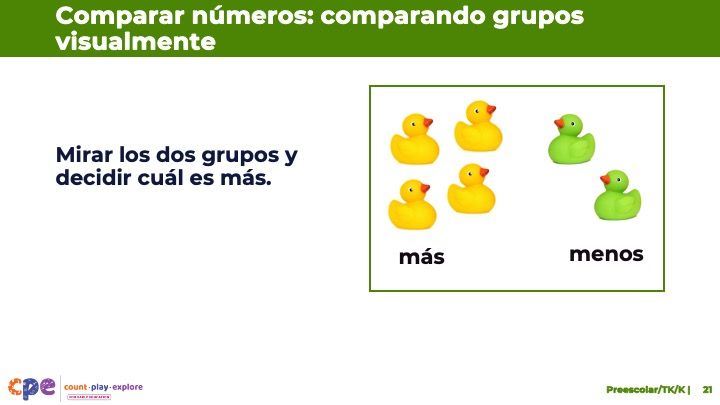 Comparar números: comparando grupos
visualmente
Mirar los dos grupos y
decidir cuál es más.
más
menos
cpe
count·play·explore
Preescolar/TK/K | 21